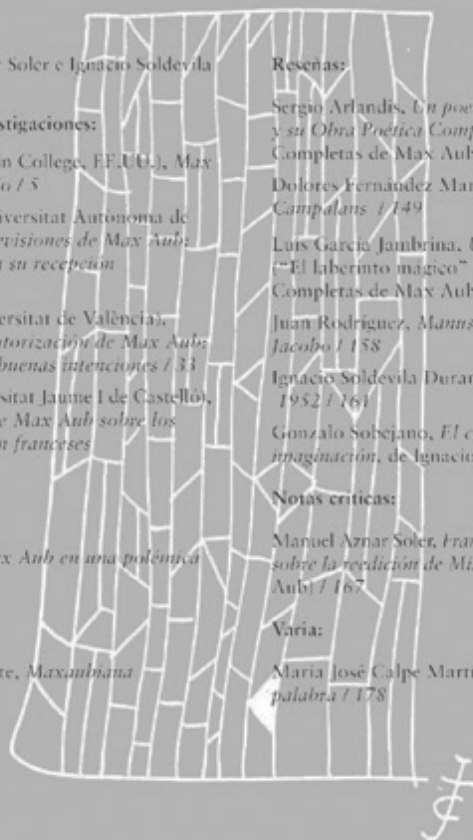 Soler e Ignacio Soldevila
stigaciones:
n College, EE.UU.), Max
o / 5
iversitat Autònoma de
evisiones de Max Aub:
su recepción
ersitat de València),
utorización de Max Aub:
buenas intenciones / 33
sitat Jaume I de Castelló),
e Max Aub sobre los
n franceses
x Aub en una polémica
te, Maxaubiana
Reseñas:
Sergio Arlandis, Un poe
y su Obra Poética Comp
Completas de Max Aub
Dolores Fernández Mar
Campalans / 149
Luis García Jambrina, U
("El laberinto mágico"
Completas de Max Aub
Juan Rodríguez, Manus
Jacobo / 158
Ignacio Soldevila Duran
1952 / 161
Gonzalo Sobejano, El c
imaginación, de Ignacio
Notas críticas:
Manuel Aznar Soler, Fran
sobre la reedición de Mis
Aub) / 167
Varia:
María José Calpe Martí
palabra / 178